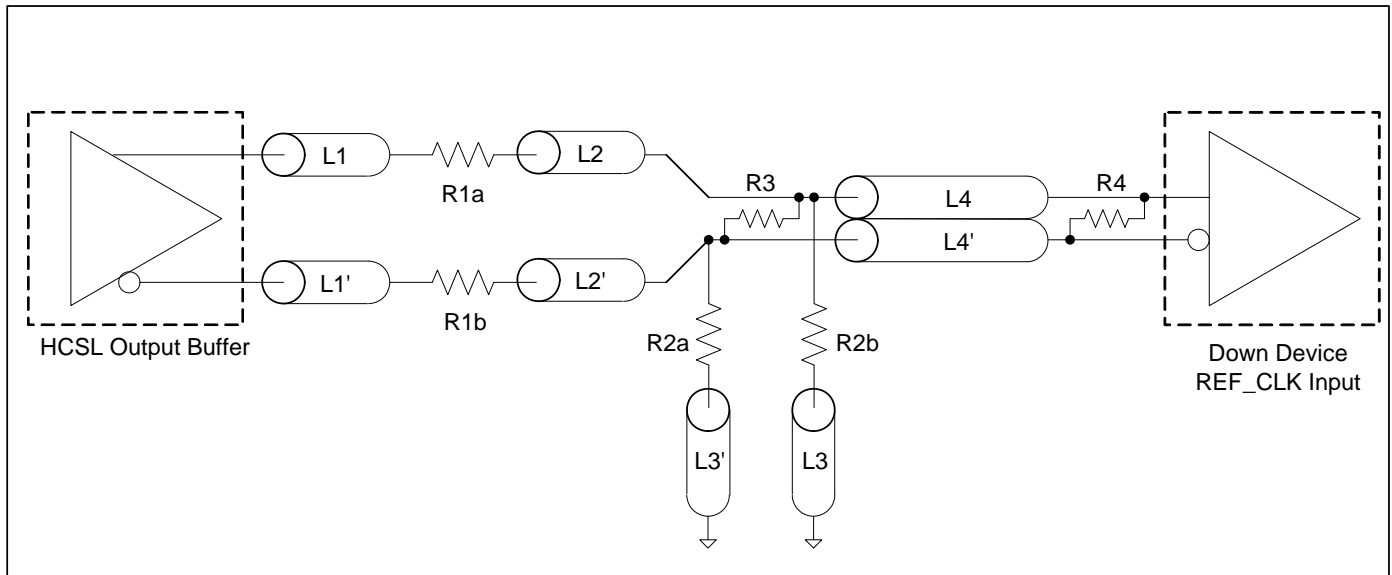 L1
R1a
L2
R3
L4
R4
L4'
L1'
R1b
L2'
HCSL Output Buffer
R2a
R2b
Down Device
REF_CLK Input
L3'
L3